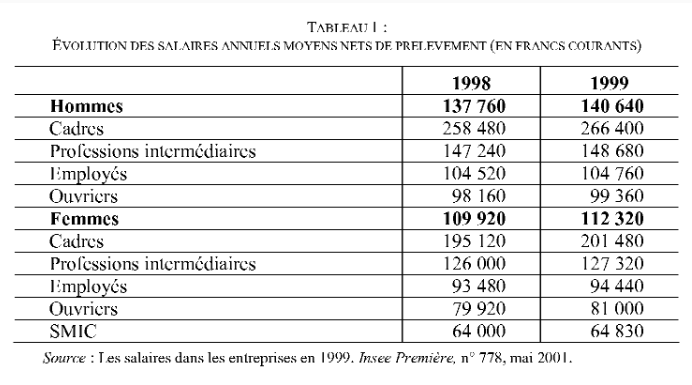 TABLEAU 1 :
ÉVOLUTION DES SALAIRES ANNUELS MOYENS NETS DE PRELEVEMENT (EN FRANCS COURANTS)
1998 1999
Hommes 137 760 140 640
Cadres 258 480 266 400
Professions intermédiaires 147 240 148 680
Employés 104 520 104 760
Ouvriers 98 160 99 360
Femmes 109 920 112 320
Cadres 195 120 201 480
Professions intermédiaires 126 000 127 320
Employés 93 480 94 440
Ouvriers 79 920 81 000
SMIC 64 000 64 830
Source : Les salaires dans les entreprises en 1999. Insee Première, n° 778, mai 2001.